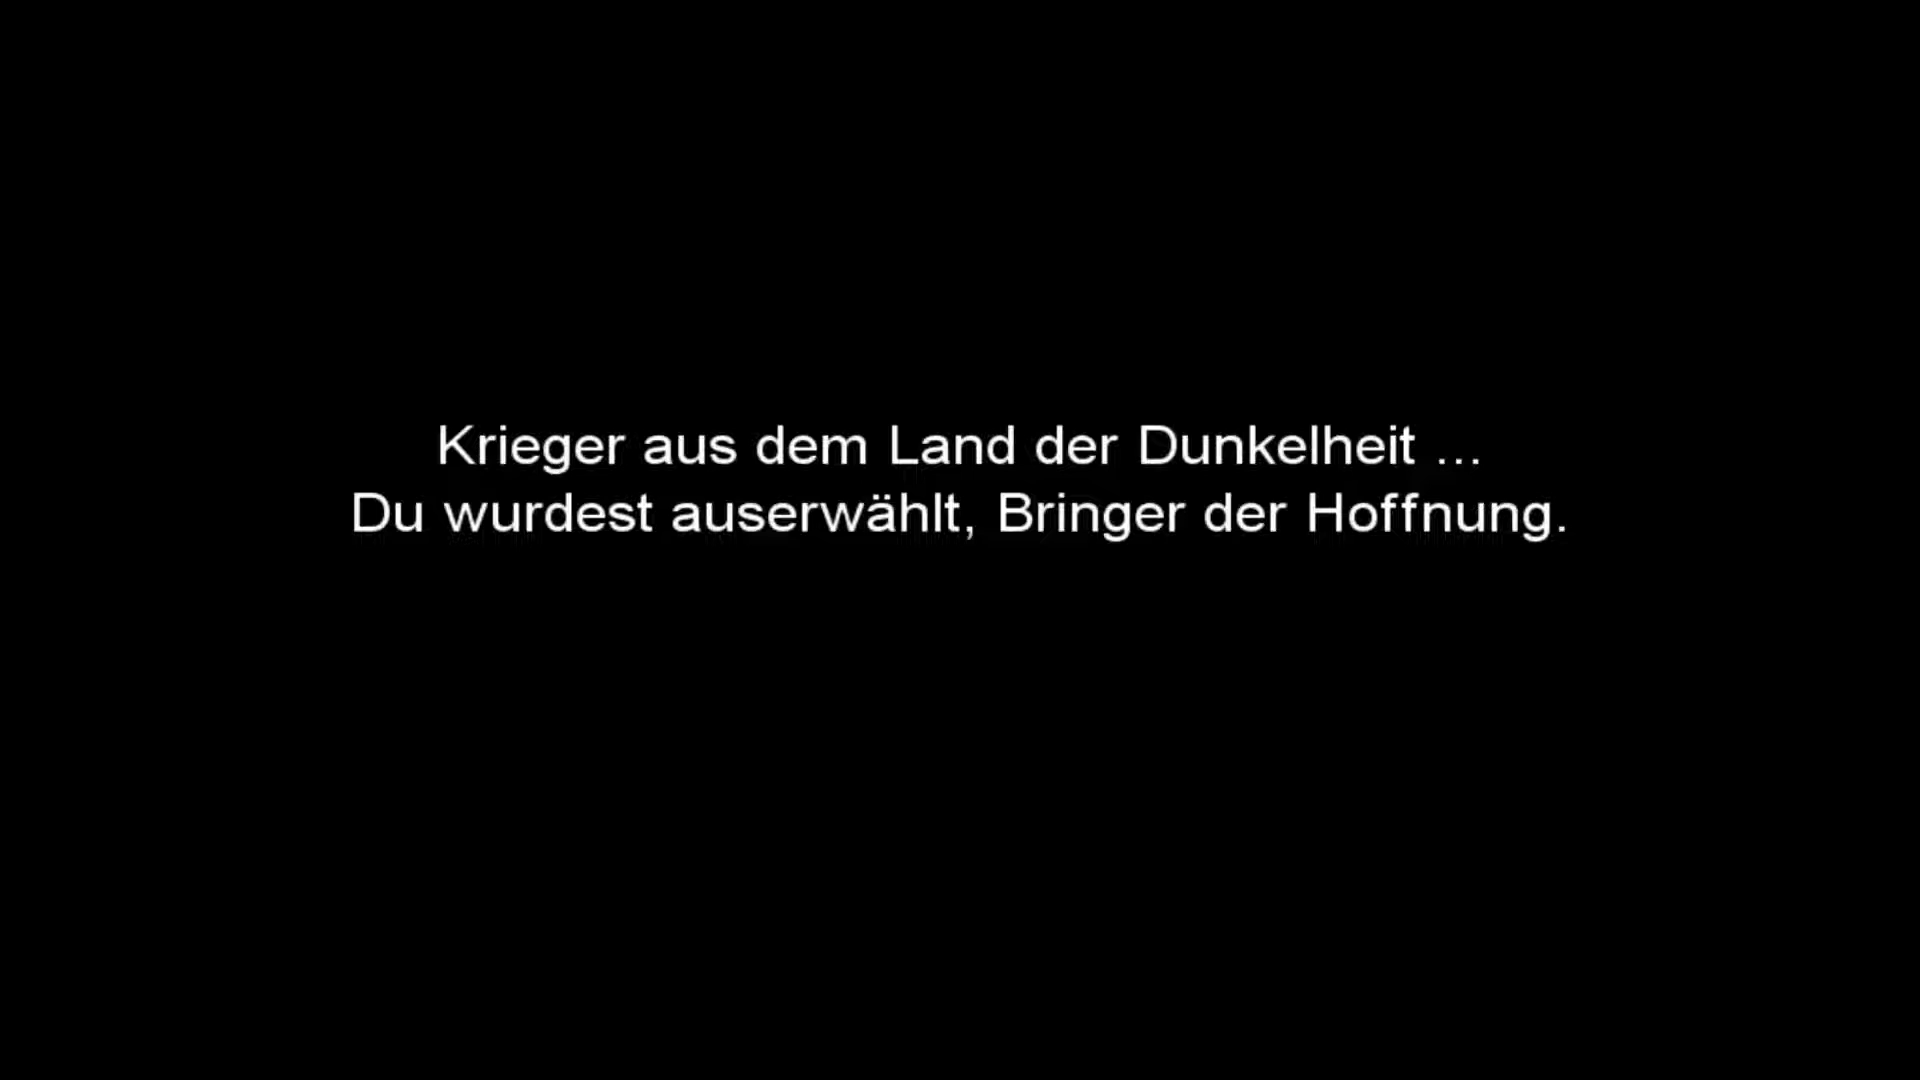 Krieger aus dem Land der Dunkelheit ...
Du wurdest auserwählt, Bringer der Hoffnung.